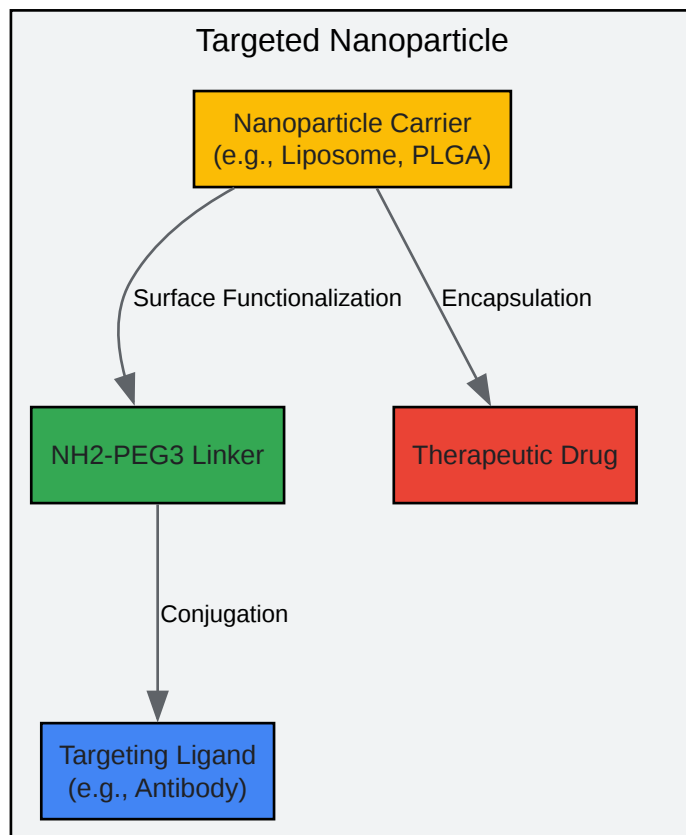 Targeted Nanoparticle
Nanoparticle Carrier
(e.g., Liposome, PLGA)
Surface Functionalization
Encapsulation
NH2-PEG3 Linker
Therapeutic Drug
Conjugation
Targeting Ligand
(e.g., Antibody)